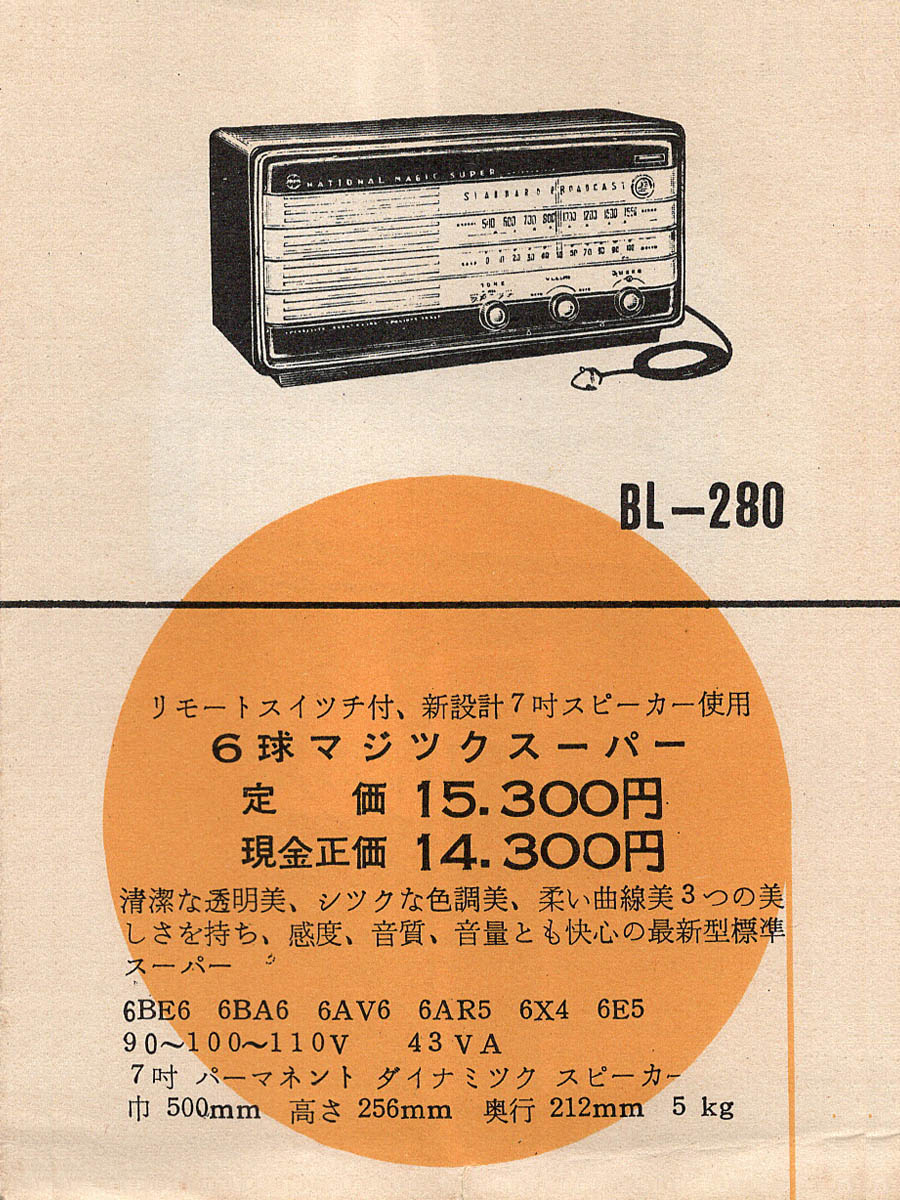 NATIONAL MAGIC SUPER
STANDARD BROADCAST
540 600 700 800 1000 1200 1500 1550
TONE VOLUME
BL-280
リモートスイツチ付、新設計7吋スピーカー使用
6球マジツクスーパー
定価 15.300円
現金正価 14.300円
清潔な透明美、シツクな色調美、柔い曲線美3つの美
しさを持ち、感度、音質、音量とも快心の最新型標準
スーパー
6BE6 6BA6 6AV6 6AR5 6X4 6E5
90～100～110V 43VA
7吋 パーマネント ダイナミツク スピーカー
巾 500mm 高さ 256mm 奥行 212mm 5 kg